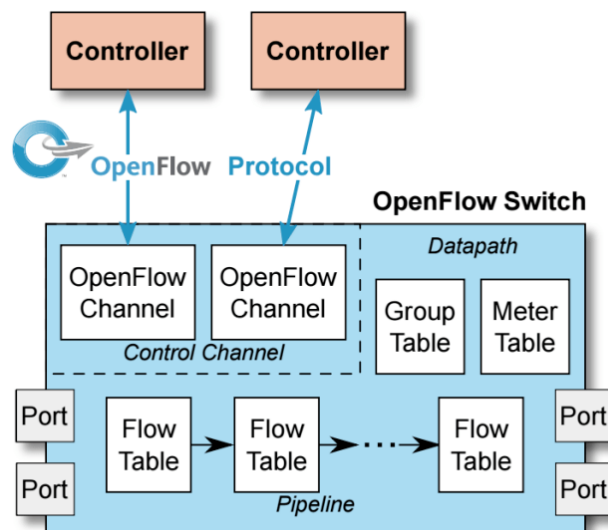 Controller
Controller
OpenFlow Protocol
OpenFlow Switch
OpenFlow
Channel
OpenFlow
Channel
Control Channel
Datapath
Group
Table
Meter
Table
Port
Port
Port
Port
Flow
Table
Flow
Table
...
Flow
Table
Pipeline